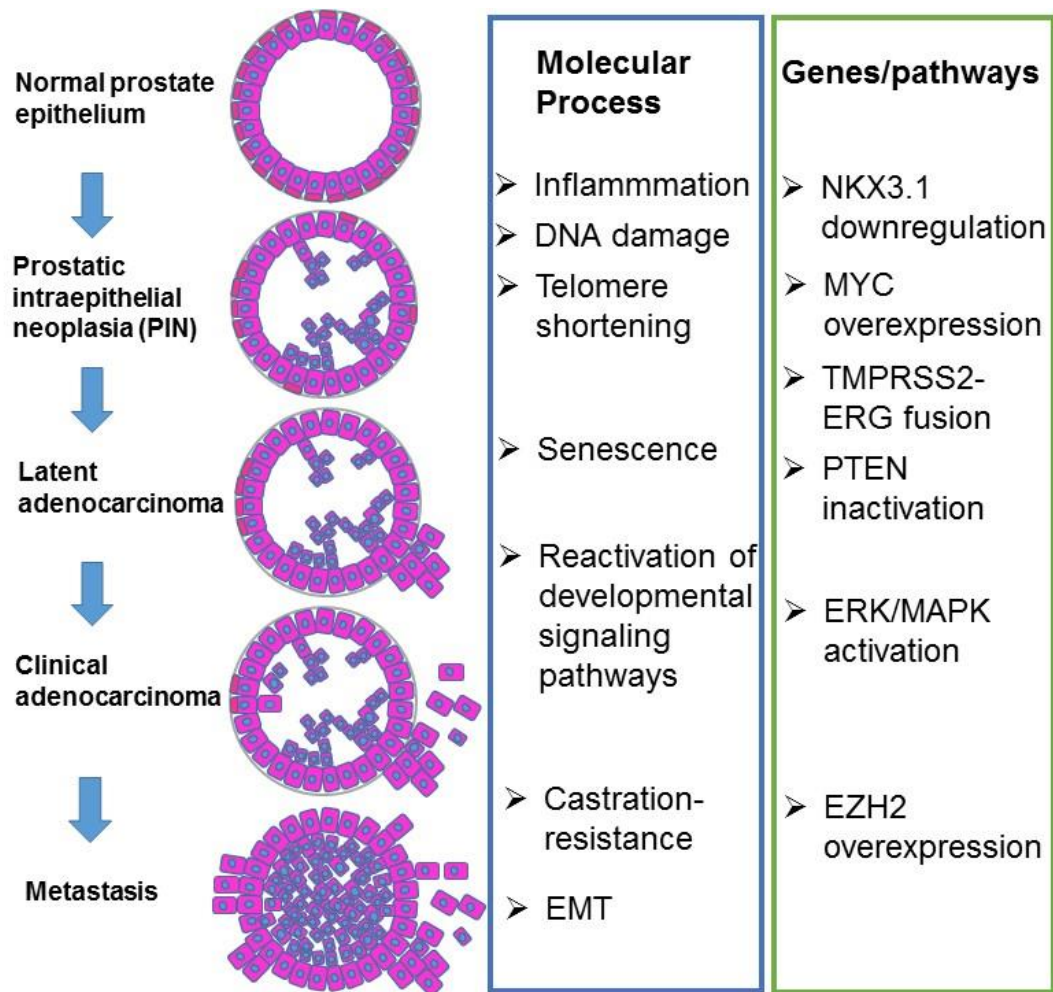 Normal prostate
epithelium
Prostatic
intraepithelial
neoplasia (PIN)
Latent
adenocarcinoma
Clinical
adenocarcinoma
Metastasis
Molecular
Process
➢ Inflammmation
➢ DNA damage
➢ Telomere
shortening
➢ Senescence
➢ Reactivation of
developmental
signaling
pathways
➢ Castration-
resistance
➢ EMT
Genes/pathways
➢ NKX3.1
downregulation
➢ MYC
overexpression
➢ TMPRSS2-
ERG fusion
➢ PTEN
inactivation
➢ ERK/MAPK
activation
➢ EZH2
overexpression